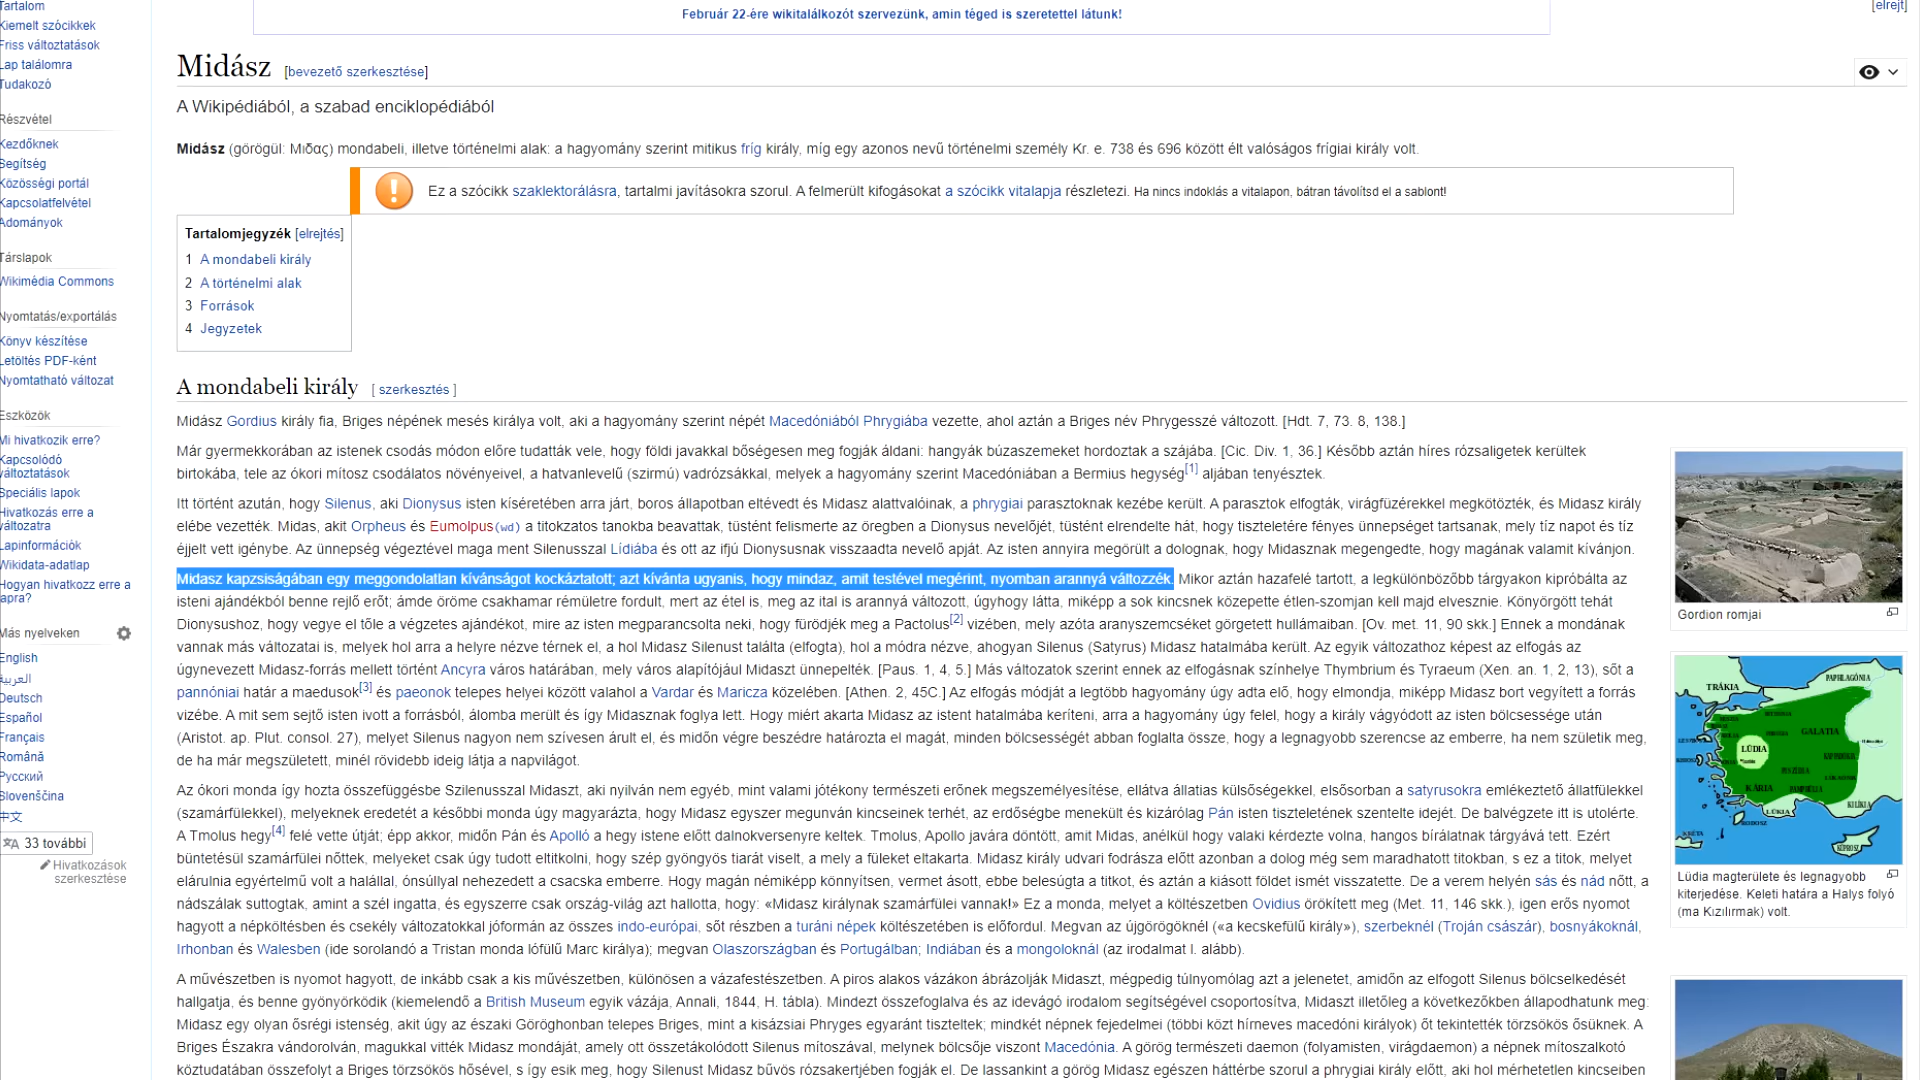 Február 22-ére wikitalálkozót szervezünk, amin téged is szeretettel látunk!
[elrejt]
Tartalom
Kiemelt szócikkek
Friss változtatások
Lap találomra
Tudakozó
Részvétel
Kezdőknek
Segítség
Közösségi portál
Kapcsolatfelvétel
Adományok
Társlapok
Wikimédia Commons
Nyomtatás/exportálás
Könyv készítése
Letöltés PDF-ként
Nyomtatható változat
Eszközök
Mi hivatkozik erre?
Kapcsolódó
változtatások
Speciális lapok
Hivatkozás erre a
változatra
Lapinformációk
Wikidata-adatlap
Hogyan hivatkozz erre a
lapra?
Más nyelveken
English
العربية
Deutsch
Español
Français
Română
Русский
Slovenščina
中文
33 további
Hivatkozások
szerkesztése
Midász [bevezető szerkesztése]
A Wikipédiából, a szabad enciklopédiából
Midász (görögül: Μιδας) mondabeli, illetve történelmi alak: a hagyomány szerint mitikus fríg király, míg egy azonos nevű történelmi személy Kr. e. 738 és 696 között élt valóságos frígiai király volt.
Ez a szócikk szaklektorálásra, tartalmi javításokra szorul. A felmerült kifogásokat a szócikk vitalapja részletezi. Ha nincs indoklás a vitalapon, bátran távolítsd el a sablont!
Tartalomjegyzék [elrejtés]
1 A mondabeli király
2 A történelmi alak
3 Források
4 Jegyzetek
A mondabeli király [ szerkesztés ]
Midász Gordius király fia, Briges népének mesés királya volt, aki a hagyomány szerint népét Macedóniából Phrygiába vezette, ahol aztán a Briges név Phrygesszé változott. [Hdt. 7, 73. 8, 138.]
Már gyermekkorában az istenek csodás módon előre tudatták vele, hogy földi javakkal bőségesen meg fogják áldani: hangyák búzaszemeket hordoztak a szájába. [Cic. Div. 1, 36.] Később aztán híres rózsaligetek kerültek
birtokába, tele az ókori mítosz csodálatos növényeivel, a hatvanlevelű (szirmú) vadrózsákkal, melyek a hagyomány szerint Macedóniában a Bermius hegység[1] aljában tenyésztek.
Itt történt azután, hogy Silenus, aki Dionysus isten kíséretében arra járt, boros állapotban eltévedt és Midasz alattvalóinak, a phrygiai parasztoknak kezébe került. A parasztok elfogták, virágfüzérekkel megkötözték, és Midasz király
elébe vezették. Midas, akit Orpheus és Eumolpus(wd) a titokzatos tanokba beavattak, tüstént felismerte az öregben a Dionysus nevelőjét, tüstént elrendelte hát, hogy tiszteletére fényes ünnepséget tartsanak, mely tíz napot és tíz
éjjelt vett igénybe. Az ünnepség végeztével maga ment Silenusszal Lídiába és ott az ifjú Dionysusnak visszaadta nevelő apját. Az isten annyira megörült a dolognak, hogy Midasznak megengedte, hogy magának valamit kívánjon.
Midasz kapzsiságában egy meggondolatlan kívánságot kockáztatott; azt kívánta ugyanis, hogy mindaz, amit testével megérint, nyomban arannyá változzék. Mikor aztán hazafelé tartott, a legkülönbözőbb tárgyakon kipróbálta az
isteni ajándékból benne rejlő erőt; ámde öröme csakhamar rémületre fordult, mert az étel is, meg az ital is arannyá változott, úgyhogy látta, miképp a sok kincsnek közepette étlen-szomjan kell majd elvesznie. Könyörgött tehát
Dionysushoz, hogy vegye el tőle a végzetes ajándékot, mire az isten megparancsolta neki, hogy fürödjék meg a Pactolus[2] vizében, mely azóta aranyszemcséket görgetett hullámaiban. [Ov. met. 11, 90 skk.] Ennek a mondának
vannak más változatai is, melyek hol arra a helyre nézve térnek el, a hol Midasz Silenust találta (elfogta), hol a módra nézve, ahogyan Silenus (Satyrus) Midasz hatalmába került. Az egyik változathoz képest az elfogás az
úgynevezett Midasz-forrás mellett történt Ancyra város határában, mely város alapítójául Midaszt ünnepelték. [Paus. 1, 4, 5.] Más változatok szerint ennek az elfogásnak színhelye Thymbrium és Tyraeum (Xen. an. 1, 2, 13), sőt a
pannóniai határ a maedusok[3] és paeonok telepes helyei között valahol a Vardar és Maricza közelében. [Athen. 2, 45C.] Az elfogás módját a legtöbb hagyomány úgy adta elő, hogy elmondja, miképp Midasz bort vegyített a forrás
vizébe. A mit sem sejtő isten ivott a forrásból, álomba merült és így Midasznak foglya lett. Hogy miért akarta Midasz az istent hatalmába keríteni, arra a hagyomány úgy felel, hogy a király vágyódott az isten bölcsessége után
(Aristot. ap. Plut. consol. 27), melyet Silenus nagyon nem szívesen árult el, és midőn végre beszédre határozta el magát, minden bölcsességét abban foglalta össze, hogy a legnagyobb szerencse az emberre, ha nem születik meg,
de ha már megszületett, minél rövidebb ideig látja a napvilágot.
Az ókori monda így hozta összefüggésbe Szilenusszal Midaszt, aki nyilván nem egyéb, mint valami jótékony természeti erőnek megszemélyesítése, ellátva állatias külsőségekkel, elsősorban a satyrusokra emlékeztető állatfülekkel
(szamárfülekkel), melyeknek eredetét a későbbi monda úgy magyarázta, hogy Midasz egyszer megunván kincseinek terhét, az erdőségbe menekült és kizárólag Pán isten tiszteletének szentelte idejét. De balvégzete itt is utolérte.
A Tmolus hegy[4] felé vette útját; épp akkor, midőn Pán és Apolló a hegy istene előtt dalnokversenyre keltek. Tmolus, Apollo javára döntött, amit Midas, anélkül hogy valaki kérdezte volna, hangos bírálatnak tárgyává tett. Ezért
büntetésül szamárfülei nőttek, melyeket csak úgy tudott eltitkolni, hogy szép gyöngyös tiarát viselt, a mely a füleket eltakarta. Midasz király udvari fodrásza előtt azonban a dolog még sem maradhatott titokban, s ez a titok, melyet
elárulnia egyértelmű volt a halállal, ónsúllyal nehezedett a csacska emberre. Hogy magán némiképp könnyítsen, vermet ásott, ebbe belesúgta a titkot, és aztán a kiásott földet ismét visszatette. De a verem helyén sás és nád nőtt, a
nádszálak suttogtak, amint a szél ingatta, és egyszerre csak ország-világ azt hallotta, hogy: «Midasz királynak szamárfülei vannak!» Ez a monda, melyet a költészetben Ovidius örökített meg (Met. 11, 146 skk.), igen erős nyomot
hagyott a népköltésben és csekély változatokkal jóformán az összes indo-európai, sőt részben a turáni népek költészetében is előfordul. Megvan az újgörögöknél («a kecskefülű király»), szerbeknél (Troján császár), bosnyákoknál,
Irhonban és Walesben (ide sorolandó a Tristan monda lófülű Marc királya); megvan Olaszországban és Portugálban; Indiában és a mongoloknál (az irodalmat l. alább).
A művészetben is nyomot hagyott, de inkább csak a kis művészetben, különösen a vázafestészetben. A piros alakos vázákon ábrázolják Midaszt, mégpedig túlnyomólag azt a jelenetet, amidőn az elfogott Silenus bölcselkedését
hallgatja, és benne gyönyörködik (kiemelendő a British Museum egyik vázája, Annali, 1844, H. tábla). Mindezt összefoglalva és az idevágó irodalom segítségével csoportosítva, Midaszt illetőleg a következőkben állapodhatunk meg:
Midasz egy olyan ősrégi istenség, akit úgy az északi Göröghonban telepes Briges, mint a kisázsiai Phryges egyaránt tiszteltek; mindkét népnek fejedelmei (többi közt hírneves macedóni királyok) őt tekintették törzsökös ősüknek. A
Briges Északra vándorolván, magukkal vitték Midasz mondáját, amely ott összetákolódott Silenus mítoszával, melynek bölcsője viszont Macedónia. A görög természeti daemon (folyamisten, virágdaemon) a népnek mítoszalkotó
köztudatában összefolyt a Briges törzsökös hősével, s így esik meg, hogy Silenust Midasz bűvös rózsakertjében fogják el. De lassankint a görög Midasz egészen háttérbe szorul a phrygiai király előtt, aki hol mérhetetlen kincseiben
Gordion romjai
TRÁKIA
PAPHLAGÓNIA
GALATIA
LÚDIA
KÁRIA
PAMPHÍLIA
LÚKIA
KILÍKIA
RODOSZ
KRÉTA
KÜPROSZ
Lüdia magterülete és legnagyobb
kiterjedése. Keleti határa a Halys folyó
(ma Kızılırmak) volt.